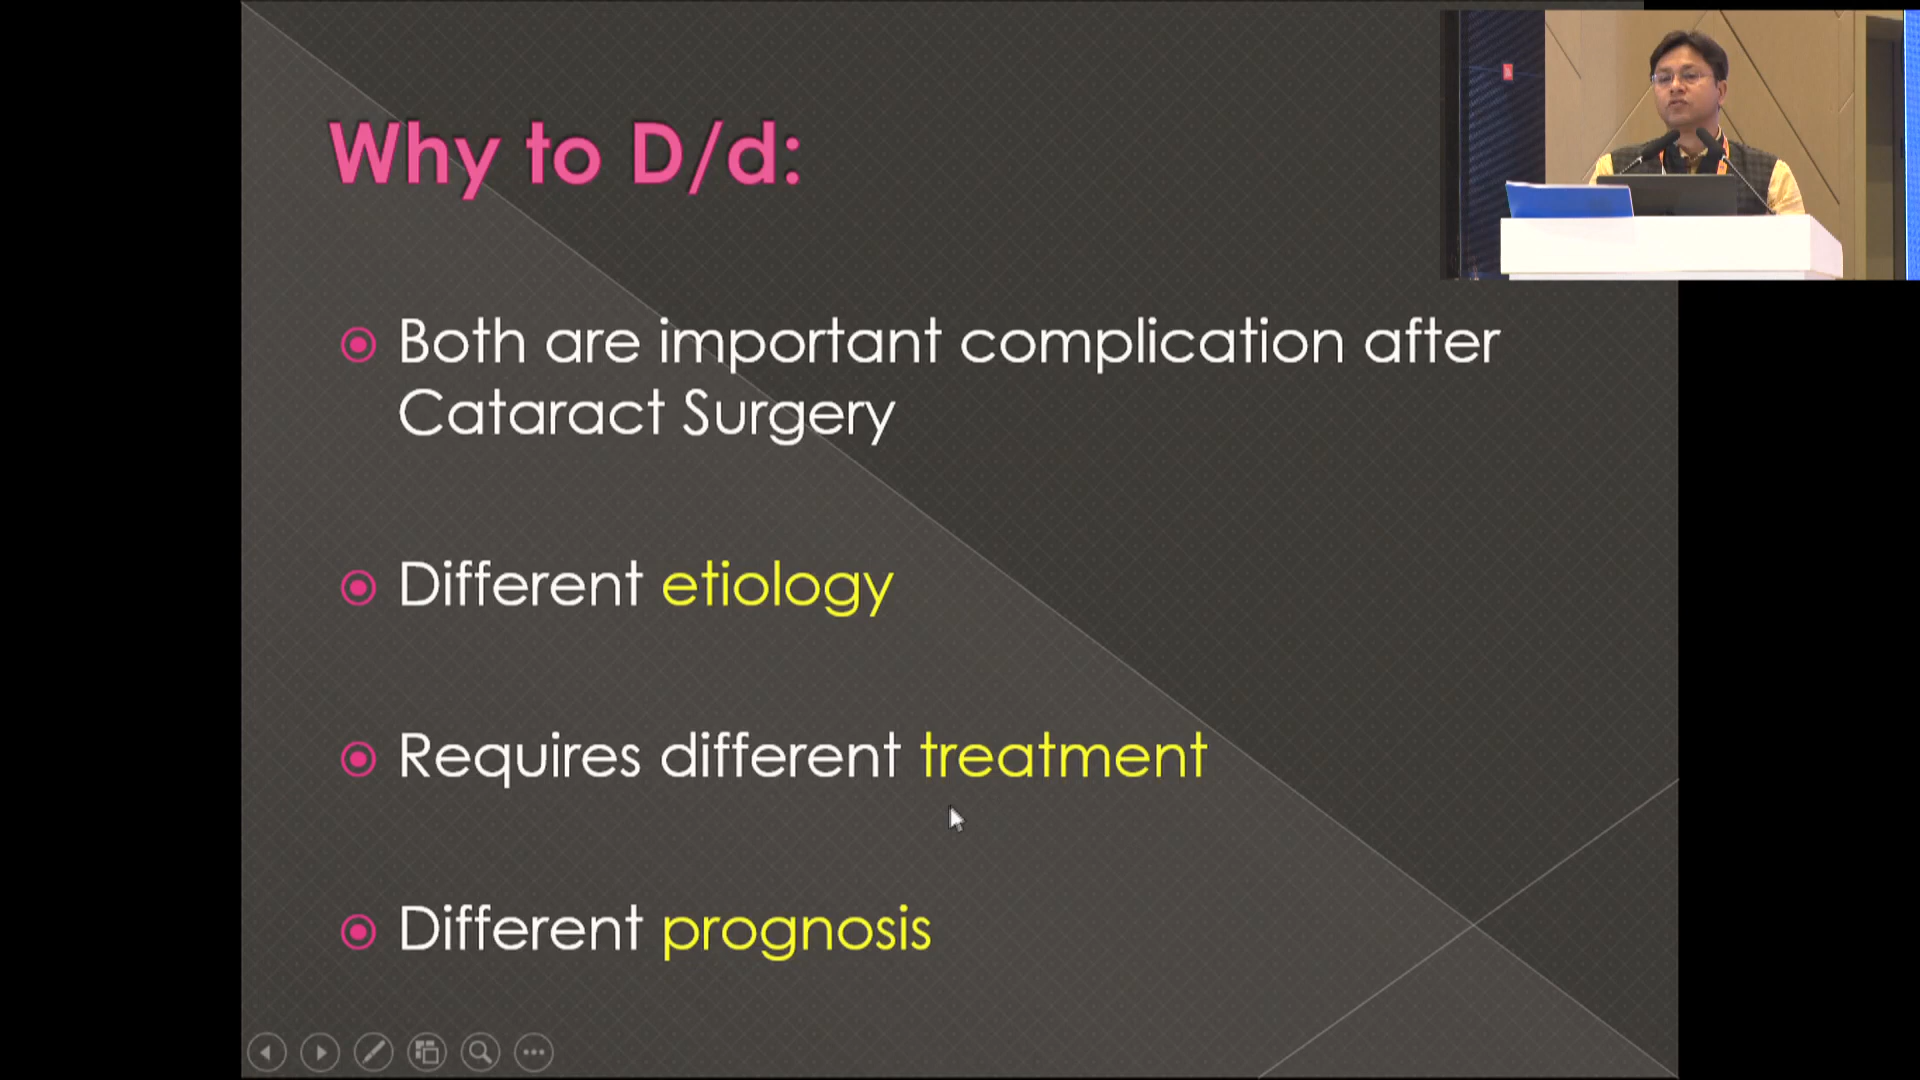 Why to D/d:
Both are important complication after
Cataract Surgery
Different etiology
Requires different treatment
Different prognosis